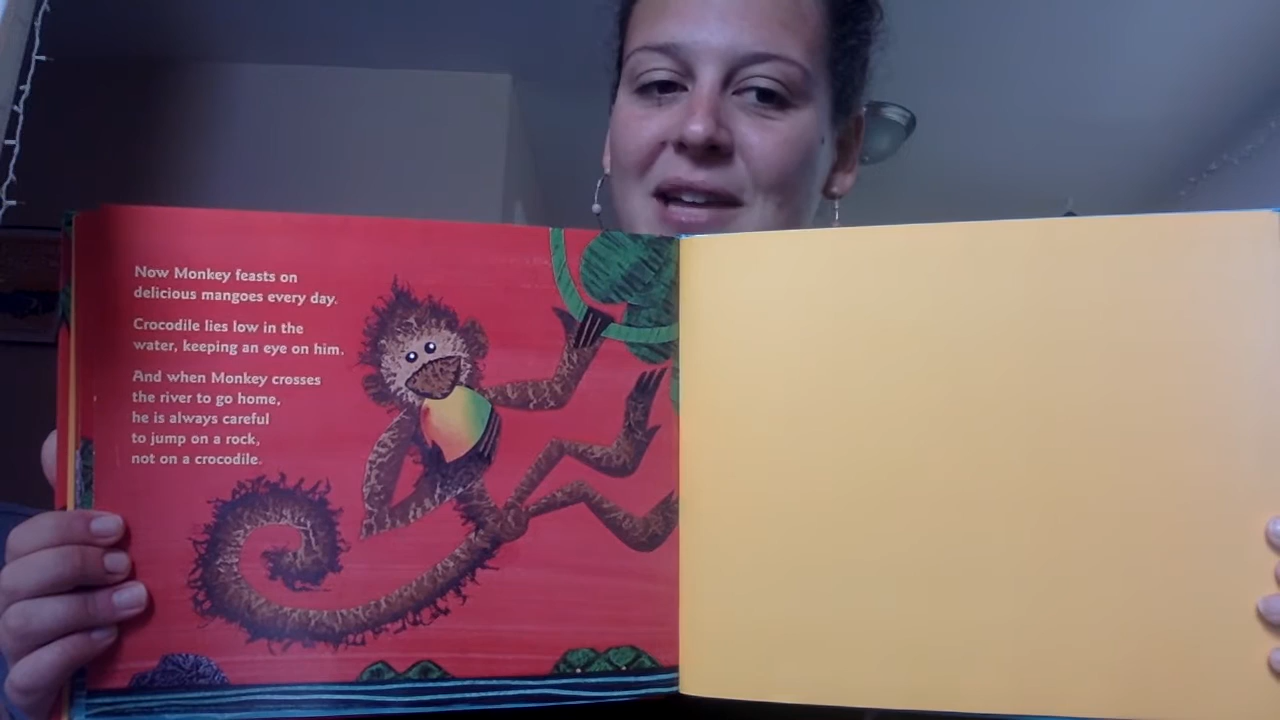 Now Monkey feasts on
delicious mangoes every day.
Crocodile lies low in the
water, keeping an eye on him.
And when Monkey crosses
the river to go home,
he is always careful
to jump on a rock,
not on a crocodile.